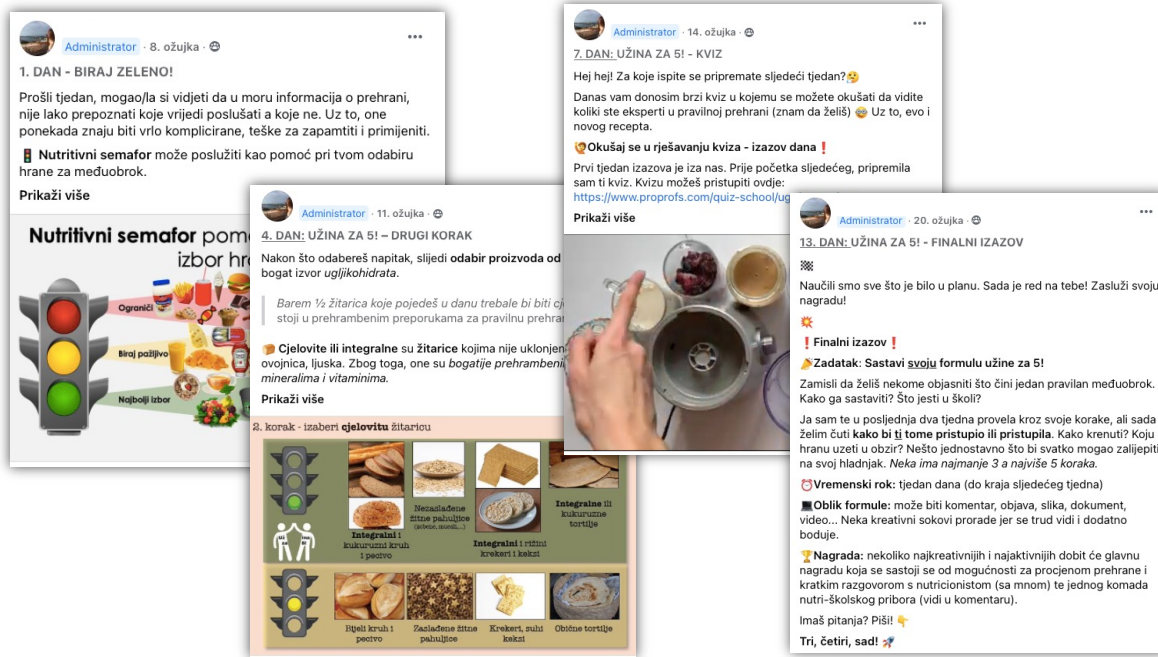 Administrator · 8. ožujka ·
1. DAN - BIRAJ ZELENO!
Prošli tjedan, mogao/la si vidjeti da u moru informacija o prehrani,
nije lako prepoznati koje vrijedi poslušati a koje ne. Uz to, one
ponekada znaju biti vrlo komplicirane, teške za zapamtiti i primijeniti.
Nutritivni semafor može poslužiti kao pomoć pri tvom odabiru
hrane za međuobrok.
Prikaži više
Nutritivni semafor
izbor
Ograniči
Biraj pažljivo
Najbolji izbor
Administrator · 11. ožujka ·
4. DAN: UŽINA ZA 5! – DRUGI KORAK
Nakon što odabereš napitak, slijedi odabir proizvoda od
bogat izvor ugljikohidrata.
Barem ½ žitarica koje pojedeš u danu trebale bi biti
stoji u prehrambenim preporukama za pravilnu
Cjelovite ili integralne su žitarice kojima nije
ovojnica, ljuska. Zbog toga, one su bogatije
mineralima i vitaminima.
Prikaži više
2. korak - izaberi cjelovitu žitaricu
Integralni i
kukuruzni kruh
i pecivo
Nezaslađene
žitne pahuljice
Integralni i rižini
krekeri i keksi
Integralne ili
kukuruzne
tortilje
Bijeli kruh i
pecivo
Zaslađene žitne
pahuljice
Krekeri, suhi
keksi
Obične tortilje
Administrator · 14. ožujka ·
7. DAN: UŽINA ZA 5! - KVIZ
Hej hej! Za koje ispite se pripremate sljedeći tjedan?
Danas vam donosim brzi kviz u kojemu se možete okušati da vidite
koliki ste eksperti u pravilnoj prehrani (znam da želiš) Uz to, evo i
novog recepta.
Okušaj se u rješavanju kviza - izazov dana❗
Prvi tjedan izazova je iza nas. Prije početka sljedećeg, pripremila
sam ti kviz. Kvizu možeš pristupiti ovdje:
https://www.proprofs.com/quiz-school/
Prikaži više
Administrator · 20. ožujka ·
13. DAN: UŽINA ZA 5! - FINALNI IZAZOV
Naučili smo sve što je bilo u planu. Sada je red na tebe! Zasluži svoju
nagradu!
❗Finalni izazov❗
Zadatak: Sastavi svoju formulu užine za 5!
Zamisli da želiš nekome objasniti što čini jedan pravilan međuobrok.
Kako ga sastaviti? Što jesti u školi?
Ja sam te u posljednja dva tjedna provela kroz svoje korake, ali sada
želim čuti kako bi ti tome pristupio ili pristupila. Kako krenuti? Koju
hranu uzeti u obzir? Nešto jednostavno što bi svatko mogao zalijepiti
na svoj hladnjak. Neka ima najmanje 3 a najviše 5 koraka.
Vremenski rok: tjedan dana (do kraja sljedećeg tjedna)
Oblik formule: može biti komentar, objava, slika, dokument,
video... Neka kreativni sokovi prorade jer se trud vidi i dodatno
boduje.
Nagrada: nekoliko najkreativnijih i najaktivnijih dobit će glavnu
nagradu koja se sastoji se od mogućnosti za procjenom prehrane i
kratkim razgovorom s nutricionistom (sa mnom) te jednog komada
nutri-školskog pribora (vidi u komentaru).
Imaš pitanja? Piši!
Tri, četiri, sad!